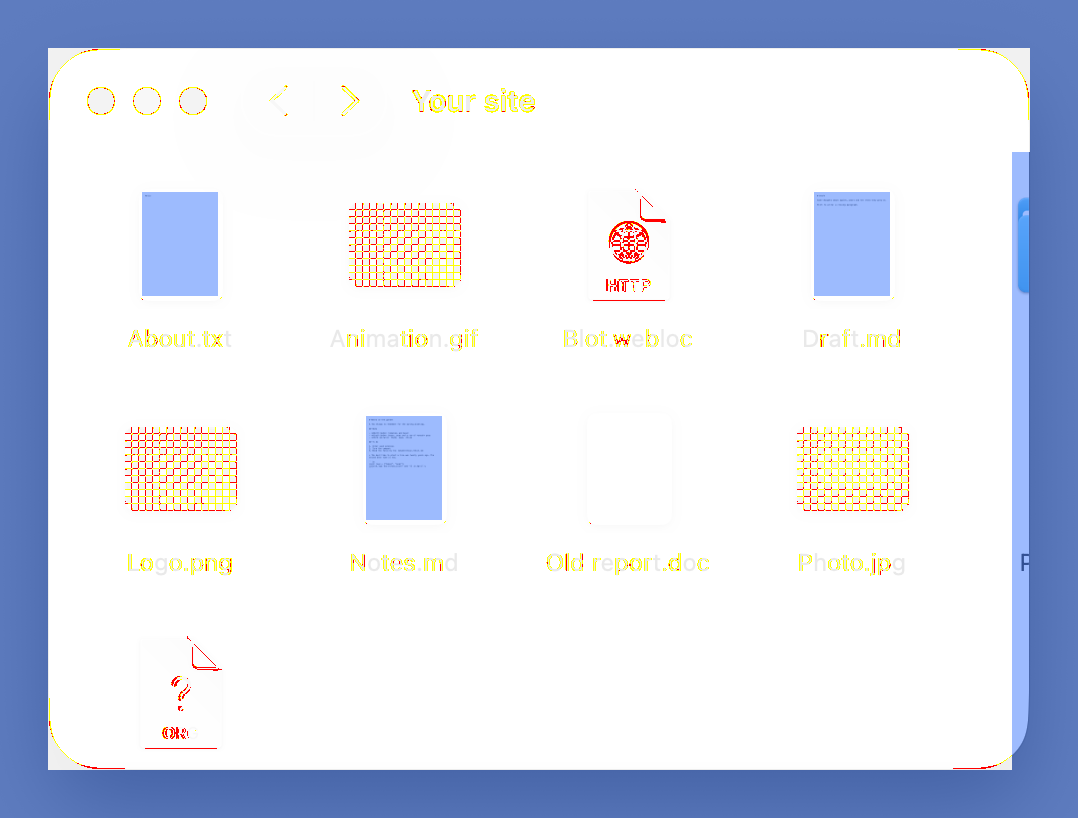 Your site
HTTP
About.txt Animation.gif Blot.webloc Draft.md
Logo.png Notes.md Old report.doc Photo.jpg
?